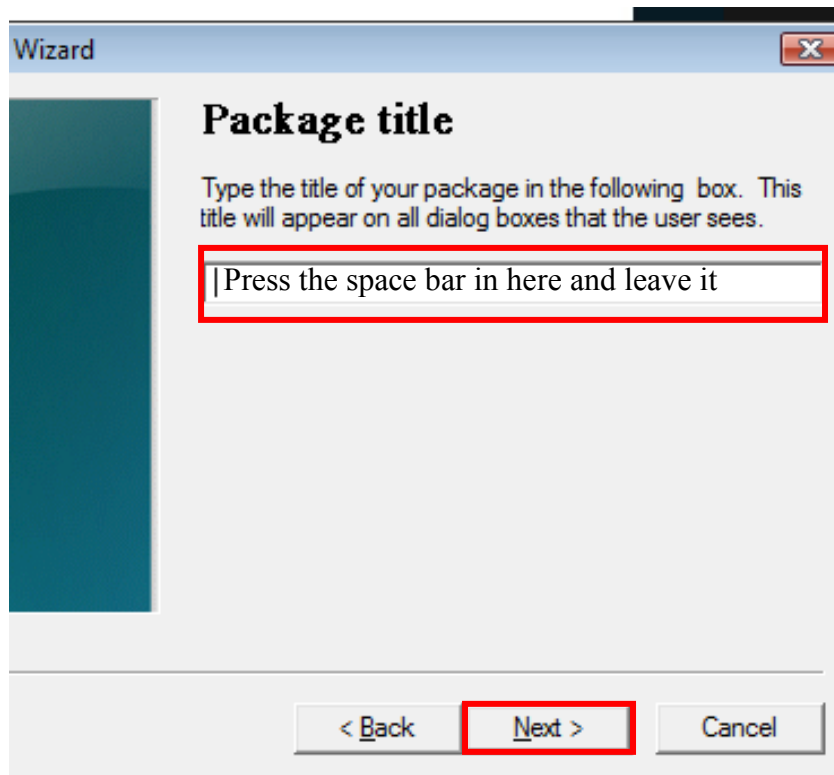 Wizard
Package title
Type the title of your package in the following box. This
title will appear on all dialog boxes that the user sees.
Press the space bar in here and leave it
< Back
Next >
Cancel